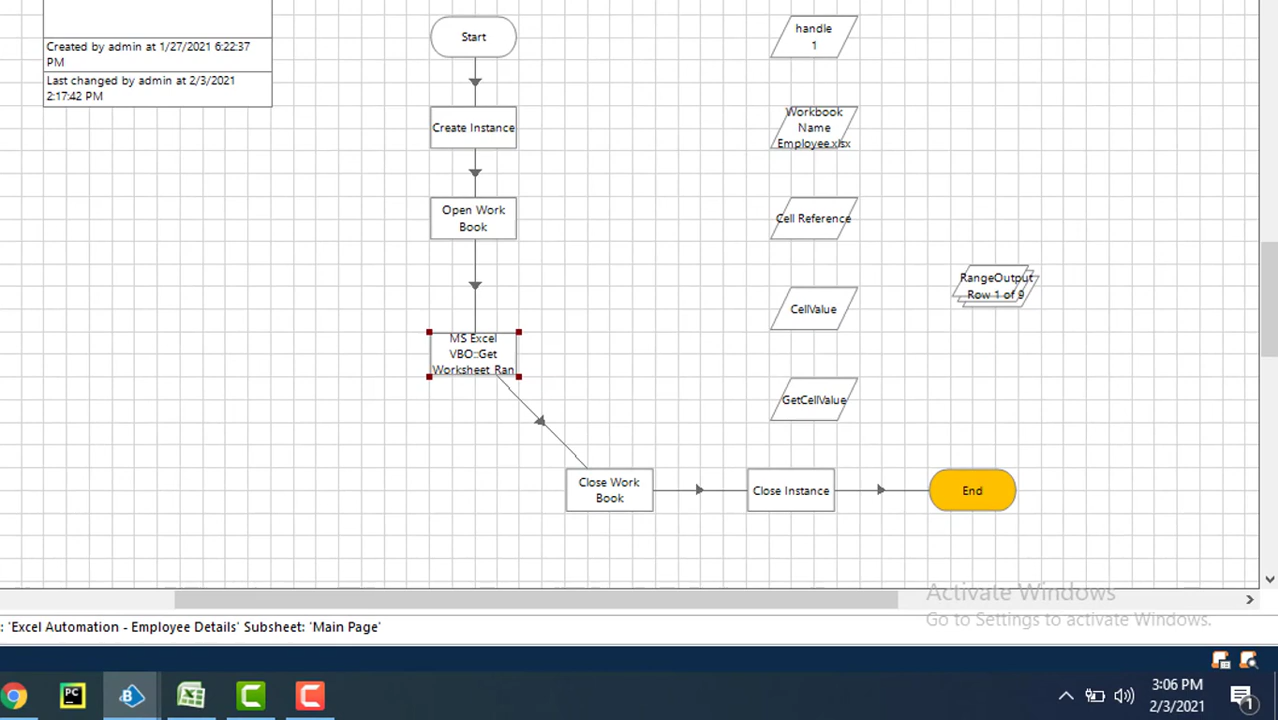 Created by admin at 1/27/2021 6:22:37
PM
Last changed by admin at 2/3/2021
2:17:42 PM
Start
Create Instance
Open Work
Book
MS Excel
VBO::Get
Worksheet Ran
Close Work
Book
Close Instance
End
handle
1
Workbook
Name
Employee.xlsx
Cell Reference
CellValue
GetCellValue
RangeOutput
Row 1 of 9
Activate Windows
Go to Settings to activate Windows.
: 'Excel Automation - Employee Details' Subsheet: 'Main Page'
PC
3:06 PM
2/3/2021
1